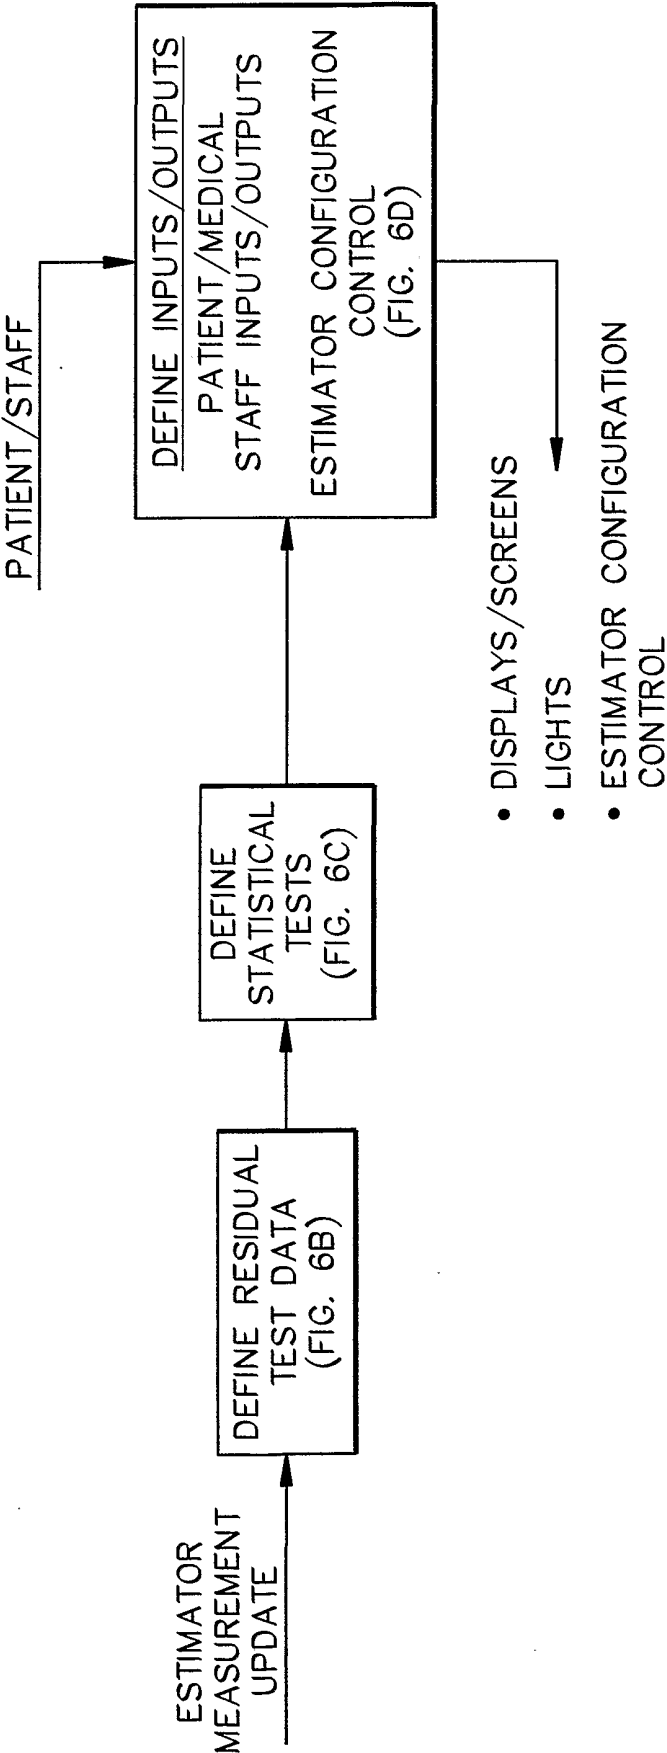 ESTIMATOR
MEASUREMENT
UPDATE
DEFINE RESIDUAL
TEST DATA
(FIG. 6B)
DEFINE
STATISTICAL
TESTS
(FIG. 6C)
PATIENT/STAFF
DEFINE INPUTS/OUTPUTS
PATIENT/MEDICAL
STAFF INPUTS/OUTPUTS
ESTIMATOR CONFIGURATION
CONTROL
(FIG. 6D)
• DISPLAYS/SCREENS
• LIGHTS
• ESTIMATOR CONFIGURATION
CONTROL